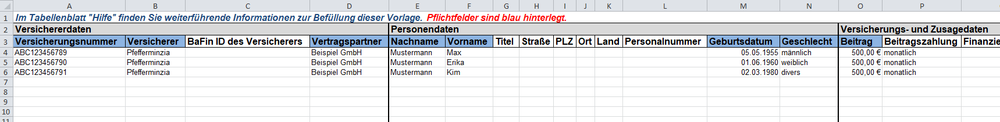 A B C D E F G H I J K L M N O P
1 Im Tabellenblatt "Hilfe" finden Sie weiterführende Informationen zur Befüllung dieser Vorlage. Pflichtfelder sind blau hinterlegt.
2 Versichererdaten Personendaten Versicherungs- und Zusagedaten
3 Versicherungsnummer Versicherer BaFin ID des Versicherers Vertragspartner Nachname Vorname Titel Straße PLZ Ort Land Personalnummer Geburtsdatum Geschlecht Beitrag Beitragszahlung Finanzie
4 ABC123456789 Pfefferminzia Beispiel GmbH Mustermann Max 05.05.1955 männlich 500,00 € monatlich
5 ABC123456790 Pfefferminzia Beispiel GmbH Mustermann Erika 01.06.1960 weiblich 500,00 € monatlich
6 ABC123456791 Pfefferminzia Beispiel GmbH Mustermann Kim 02.03.1980 divers 500,00 € monatlich
7
8
9
10
11